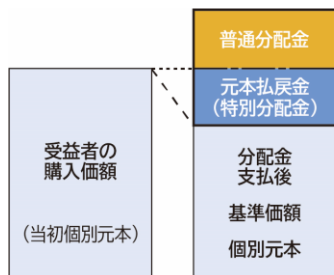 普通分配金
元本払戻金
(特別分配金)
受益者の
購入価額
(当初個別元本)
分配金
支払後
基準価額
個別元本